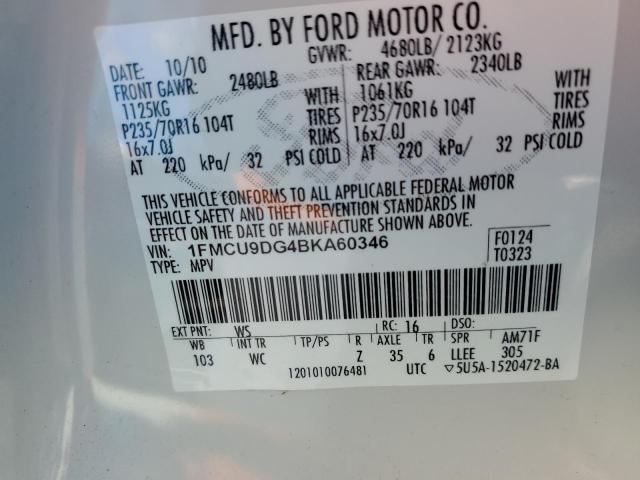 MFD. BY FORD MOTOR CO.
DATE: 10/10 GVWR: 4680LB/ 2123KG
FRONT GAWR: 2480LB REAR GAWR: 2340LB
1125KG WITH 1061KG WITH
P235/70R16 104T TIRES P235/70R16 104T TIRES
16x7.0J RIMS 16x7.0J RIMS
AT 220 kPa/ 32 PSI COLD AT 220 kPa/ 32 PSI COLD
THIS VEHICLE CONFORMS TO ALL APPLICABLE FEDERAL MOTOR
VEHICLE SAFETY AND THEFT PREVENTION STANDARDS IN
EFFECT ON THE DATE OF MANUFACTURE SHOWN ABOVE.
VIN: 1FMCU9DG4BKA60346 F0124
TYPE: MPV T0323
EXT PNT: WS RC: 16 DSO:
WB INT TR TP/PS R AXLE TR SPR AM71F
103 WC Z 35 6 LLEE 305
1201010076481 UTC ▽5U5A-1520472-BA